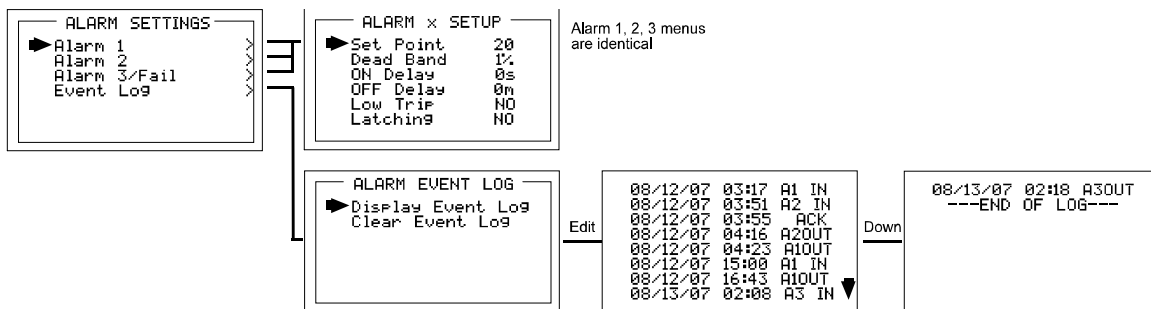 ALARM SETTINGS
Alarm 1 >
Alarm 2 >
Alarm 3/Fail >
Event Log >
ALARM x SETUP
Set Point 20
Dead Band 1%
ON Delay 0s
OFF Delay 0m
Low Trip NO
Latching NO
Alarm 1, 2, 3 menus
are identical
ALARM EVENT LOG
Display Event Log
Clear Event Log
Edit
08/12/07 03:17 A1 IN
08/12/07 03:51 A2 IN
08/12/07 03:55 ACK
08/12/07 04:16 A2OUT
08/12/07 04:23 A1OUT
08/12/07 15:00 A1 IN
08/12/07 16:43 A1OUT
08/13/07 02:08 A3 IN
Down
08/13/07 02:18 A3OUT
---END OF LOG---